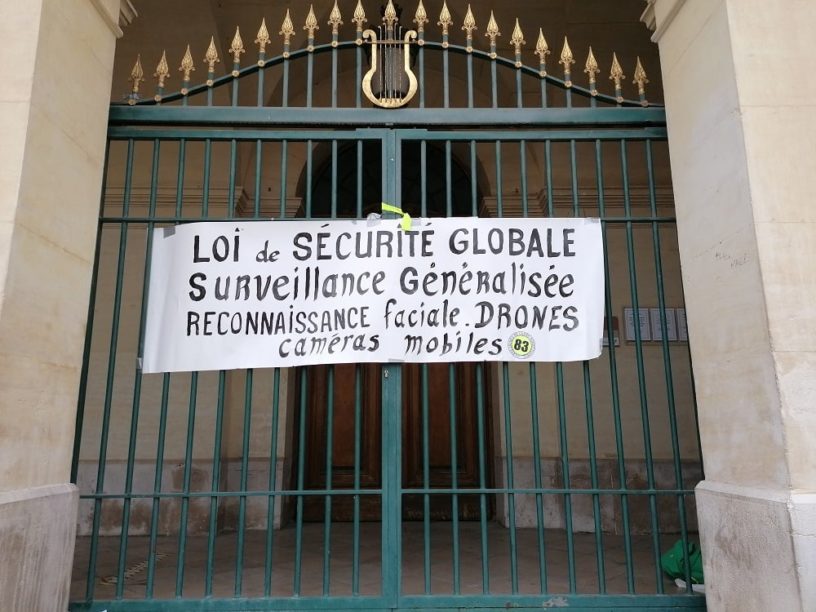 LOI de SÉCURITÉ GLOBALE
SURVEILLANCE GÉNÉRALISÉE
RECONNAISSANCE faciale. DRONES
caméras mobiles 83